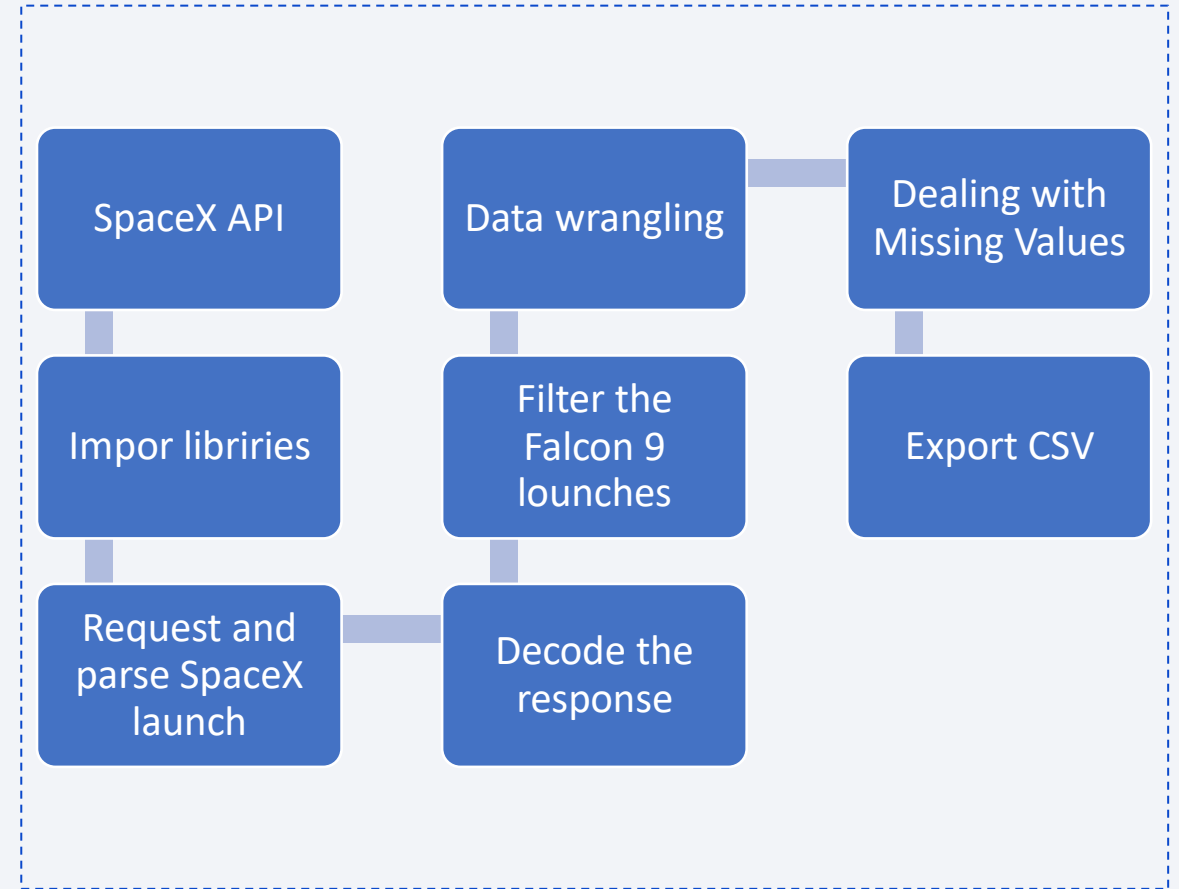 SpaceX API
Impor libriries
Request and
parse SpaceX
launch
Decode the
response
Filter the
Falcon 9
lounches
Data wrangling
Dealing with
Missing Values
Export CSV